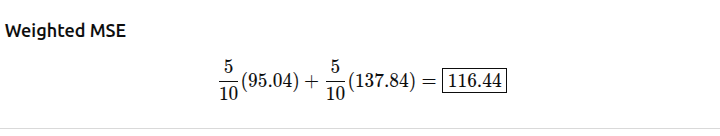 Weighted MSE
5/10 (95.04) + 5/10 (137.84) = 116.44